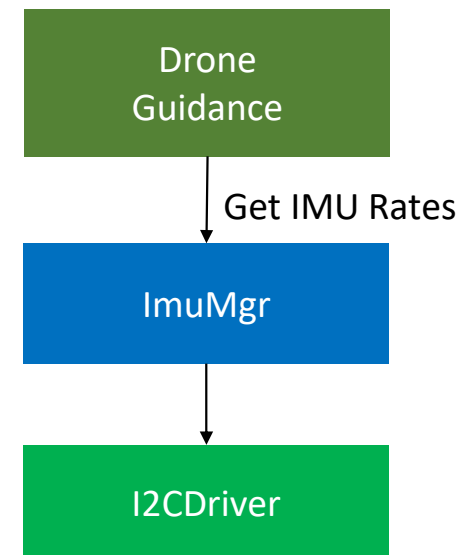 Drone
Guidance
Get IMU Rates
ImuMgr
I2CDriver